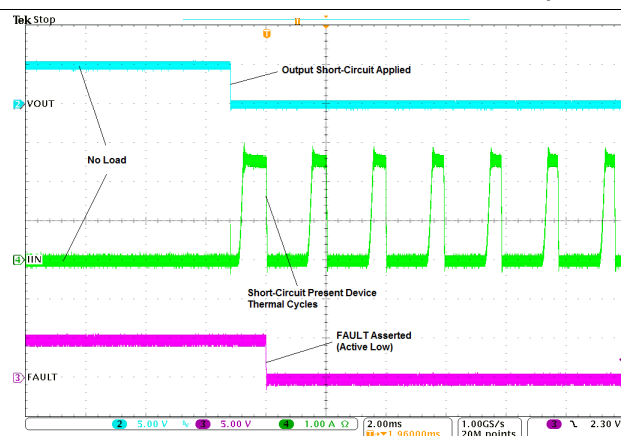 Tek Stop
T
Output Short-Circuit Applied
2 VOUT
No Load
4 IIN
Short-Circuit Present Device
Thermal Cycles
FAULT Asserted
(Active Low)
3 FAULT
2 5.00 V 3 5.00 V 4 1.00 A Ω 2.00ms 1.00GS/s 3 2.30 V
1.96000ms 20M points